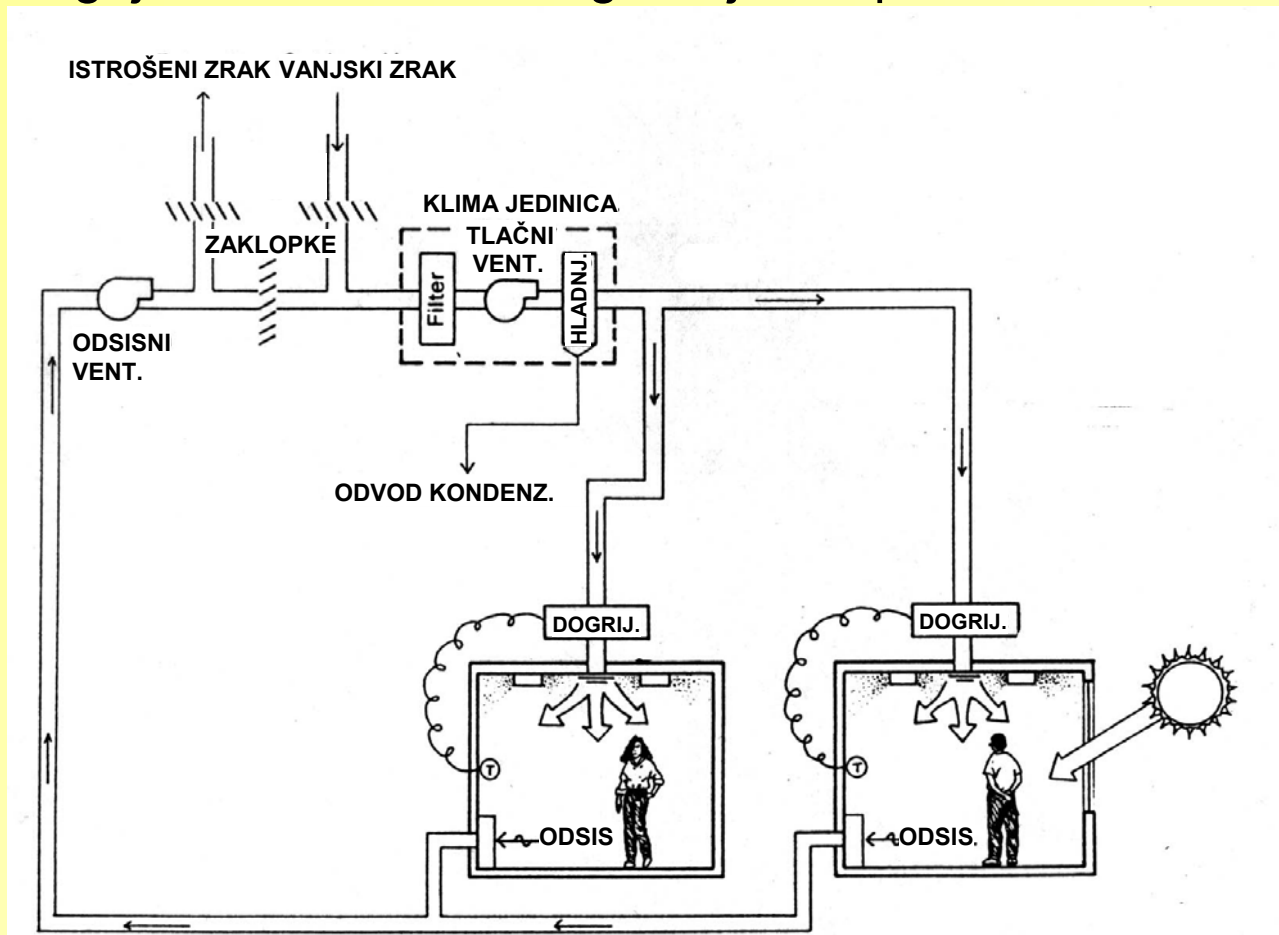 ISTROŠENI ZRAK VANJSKI ZRAK
KLIMA JEDINICA
ZAKLOPKE
TLAČNI
VENT.
Filter
HLADNJ.
ODSISNI
VENT.
ODVOD KONDENZ.
DOGRIJ.
DOGRIJ.
T
T
ODSIS
ODSIS.